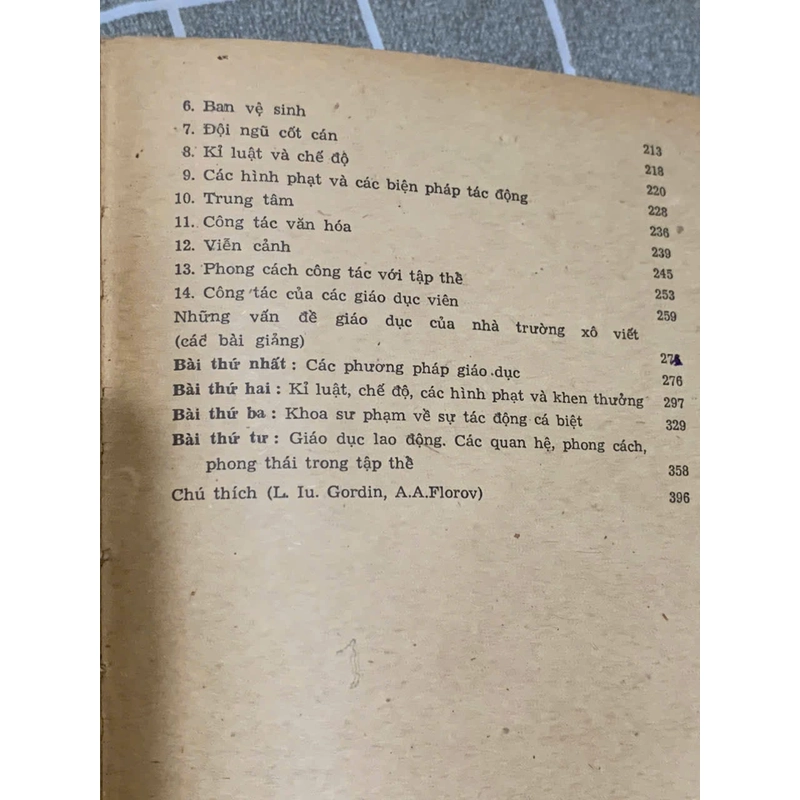 6. Ban vệ sinh 213
7. Đội ngũ cốt cán 218
8. Kỉ luật và chế độ 220
9. Các hình phạt và các biện pháp tác động 228
10. Trung tâm 236
11. Công tác văn hóa 239
12. Viễn cảnh 245
13. Phong cách công tác với tập thể 253
14. Công tác của các giáo dục viên 259
Những vấn đề giáo dục của nhà trường xô viết
(các bài giảng)
Bài thứ nhất : Các phương pháp giáo dục 276
Bài thứ hai : Kỉ luật, chế độ, các hình phạt và khen thưởng 297
Bài thứ ba : Khoa sư phạm về sự tác động cá biệt 329
Bài thứ tư : Giáo dục lao động. Các quan hệ, phong cách,
phong thái trong tập thể 358
Chú thích (L. Iu. Gordin, A.A.Florov) 396